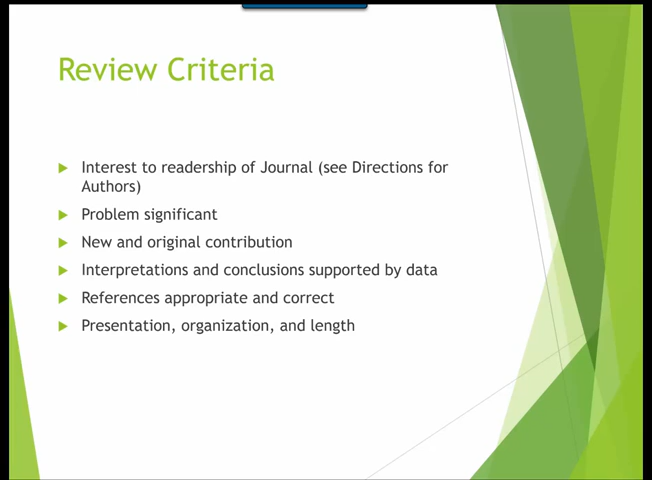 Review Criteria
Interest to readership of Journal (see Directions for
Authors)
Problem significant
New and original contribution
Interpretations and conclusions supported by data
References appropriate and correct
Presentation, organization, and length